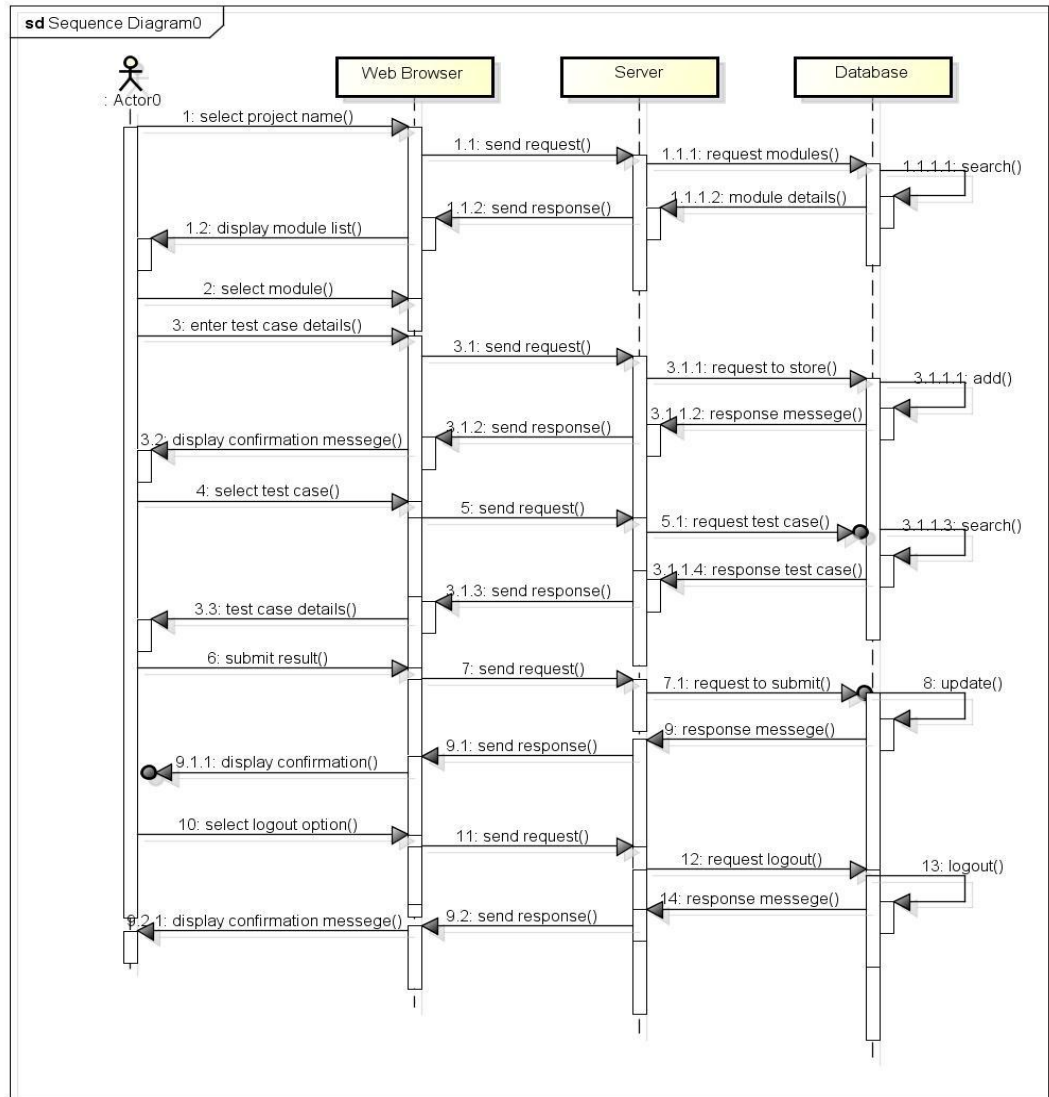 sd Sequence Diagram0
: Actor0
Web Browser
Server
Database
1: select project name()
1.1: send request()
1.1.1: request modules()
1.1.1.1: search()
1.1.1.2: module details()
1.1.2: send response()
1.2: display module list()
2: select module()
3: enter test case details()
3.1: send request()
3.1.1: request to store()
3.1.1.1: add()
3.1.1.2: response messege()
3.1.2: send response()
3.2: display confirmation messege()
4: select test case()
5: send request()
5.1: request test case()
3.1.1.3: search()
3.1.1.4: response test case()
3.1.3: send response()
3.3: test case details()
6: submit result()
7: send request()
7.1: request to submit()
8: update()
9: response messege()
9.1: send response()
9.1.1: display confirmation()
10: select logout option()
11: send request()
12: request logout()
13: logout()
14: response messege()
9.2: send response()
9.2.1: display confirmation messege()